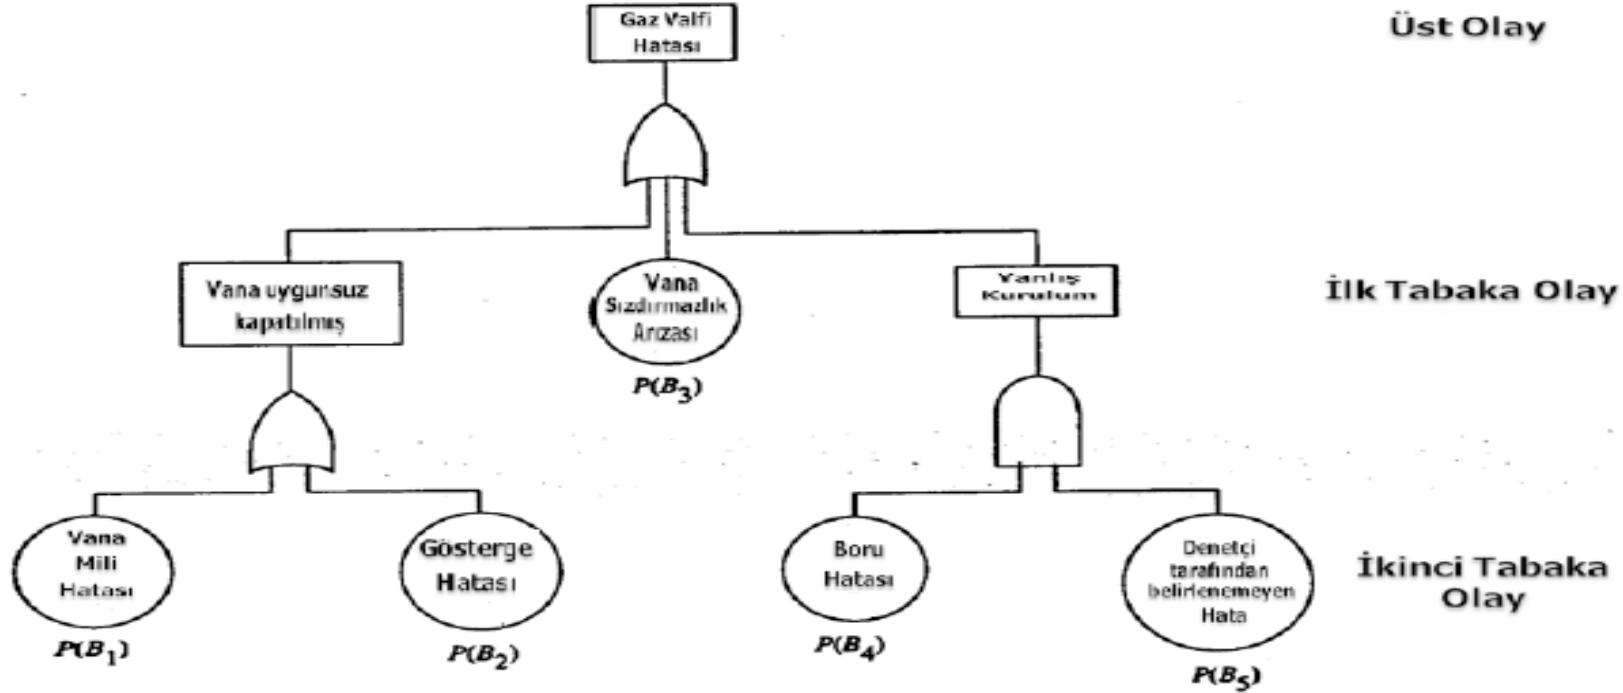 Gaz Valfi
Hatası
Üst Olay
Vana uygunsuz
kapatılmış
Vana
Sızdırmazlık
Arızası
P(B3)
Yanlış
Kurulum
İlk Tabaka Olay
Vana
Mili
Hatası
P(B1)
Gösterge
Hatası
P(B2)
Boru
Hatası
P(B4)
Denetçi
tarafından
belirlenemeyen
Hata
P(B5)
İkinci Tabaka
Olay